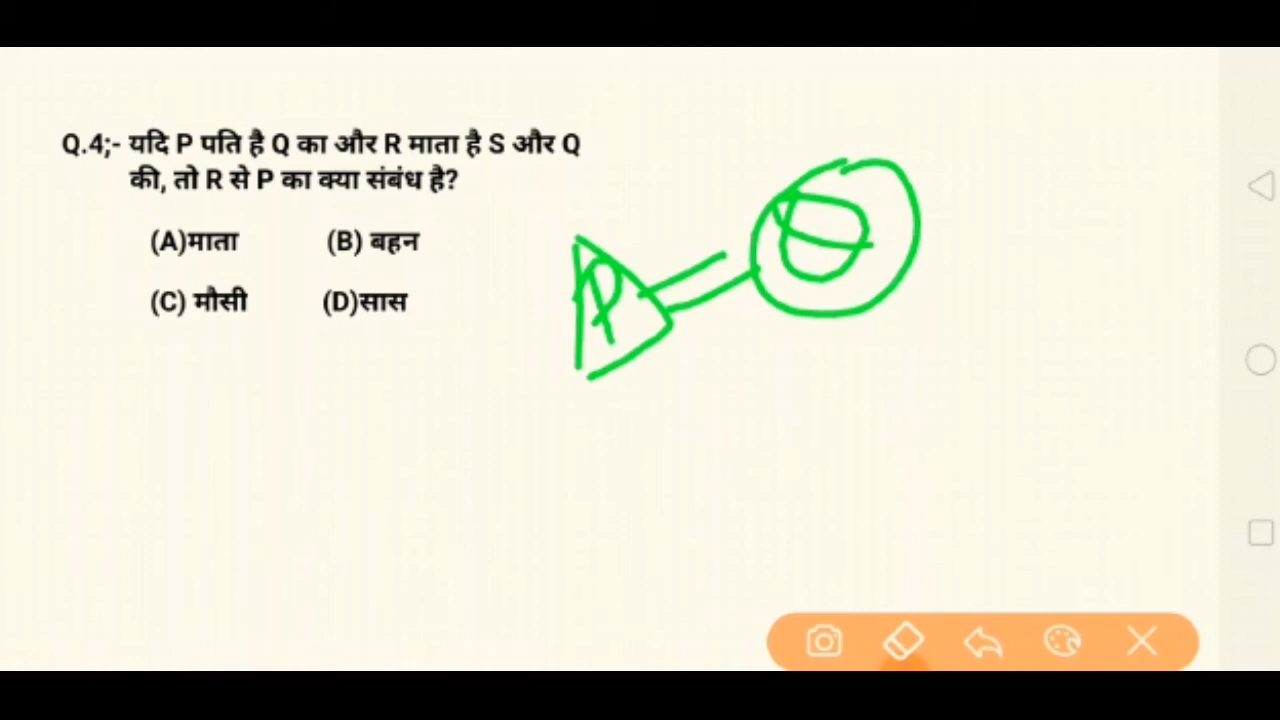 Q.4;- यदि P पति है Q का और R माता है S और Q
की, तो R से P का क्या संबंध है?
(A)माता (B) बहन
(C) मौसी (D)सास
P